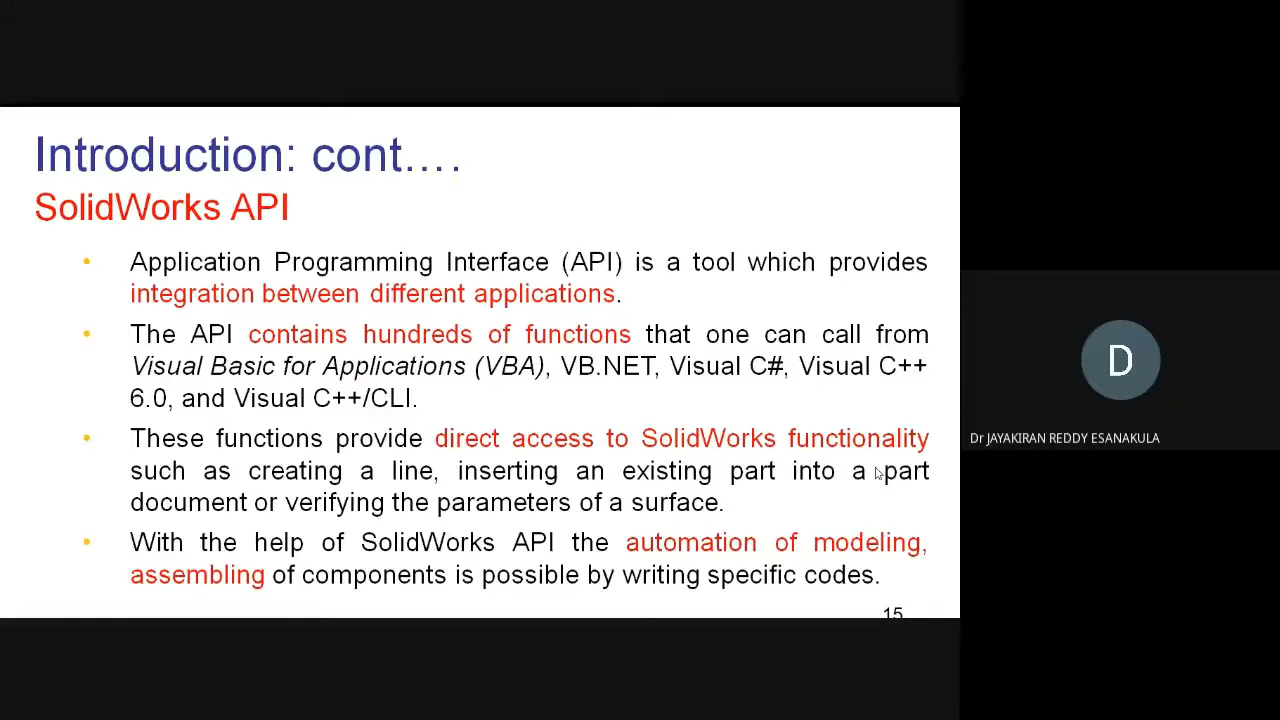 Introduction: cont….
SolidWorks API
• Application Programming Interface (API) is a tool which provides
integration between different applications.
• The API contains hundreds of functions that one can call from
Visual Basic for Applications (VBA), VB.NET, Visual C#, Visual C++
6.0, and Visual C++/CLI.
• These functions provide direct access to SolidWorks functionality
such as creating a line, inserting an existing part into a part
document or verifying the parameters of a surface.
• With the help of SolidWorks API the automation of modeling,
assembling of components is possible by writing specific codes.
15
D
Dr JAYAKIRAN REDDY ESANAKULA